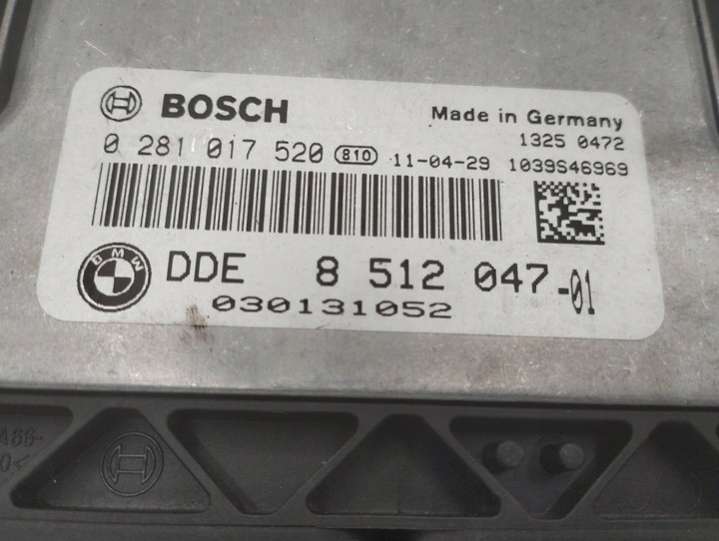 BOSCH
Made in Germany
1325 0472
0 281 017 520 810 11-04-29 1039S46969
BMW
DDE 8 512 047-01
030131052